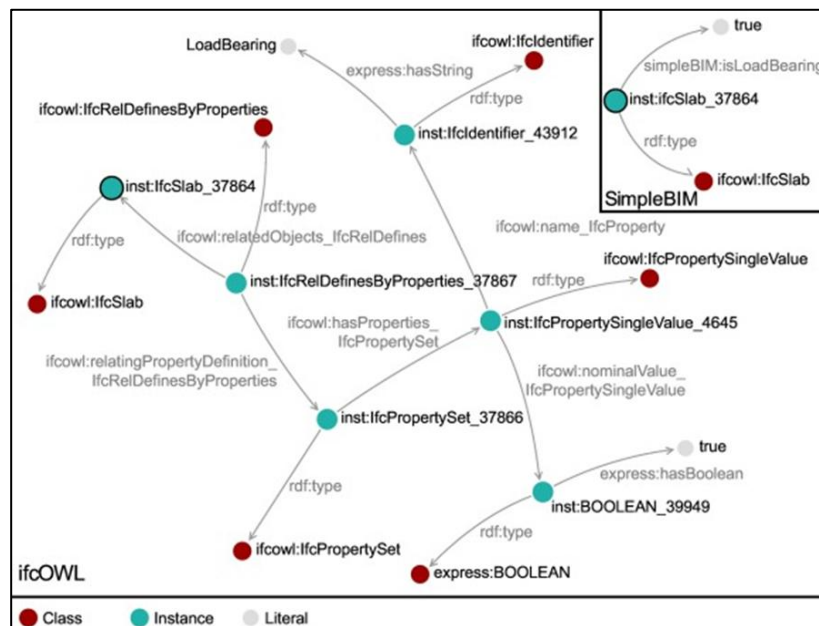 LoadBearing
ifcowl:IfcIdentifier
true
express:hasString
simpleBIM:isLoadBearing
ifcowl:IfcRelDefinesByProperties
rdf:type
inst:ifcSlab_37864
inst:IfcIdentifier_43912
rdf:type
inst:IfcSlab_37864
ifcowl:IfcSlab
SimpleBIM
rdf:type
rdf:type
ifcowl:relatedObjects_IfcRelDefines
ifcowl:name_IfcProperty
ifcowl:IfcPropertySingleValue
inst:IfcRelDefinesByProperties_37867
rdf:type
ifcowl:IfcSlab
ifcowl:hasProperties_
IfcPropertySet
inst:IfcPropertySingleValue_4645
ifcowl:relatingPropertyDefinition_
IfcRelDefinesByProperties
ifcowl:nominalValue_
IfcPropertySingleValue
inst:IfcPropertySet_37866
true
express:hasBoolean
rdf:type
inst:BOOLEAN_39949
rdf:type
ifcowl:IfcPropertySet
express:BOOLEAN
ifcOWL
Class
Instance
Literal